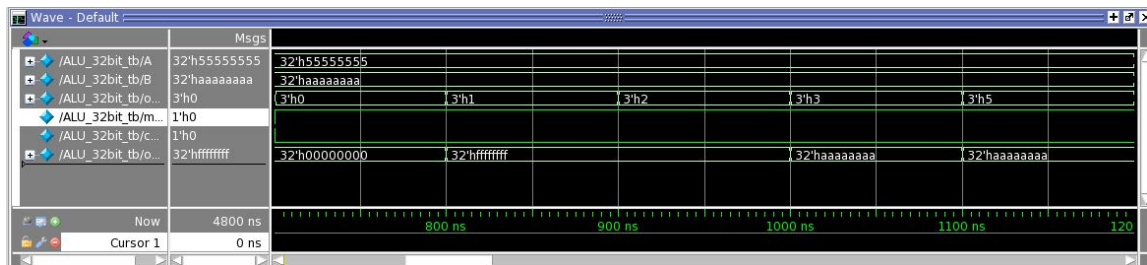 Wave - Default
Msgs
/ALU_32bit_tb/A 32'h55555555 32'h55555555
/ALU_32bit_tb/B 32'haaaaaaaa 32'haaaaaaaa
/ALU_32bit_tb/o... 3'h0 3'h0 3'h1 3'h2 3'h3 3'h5
/ALU_32bit_tb/m... 1'h0
/ALU_32bit_tb/c... 1'h0
/ALU_32bit_tb/o... 32'hffffffff 32'h00000000 32'hffffffff 32'haaaaaaaa 32'haaaaaaaa
Now 4800 ns 800 ns 900 ns 1000 ns 1100 ns 120
Cursor 1 0 ns